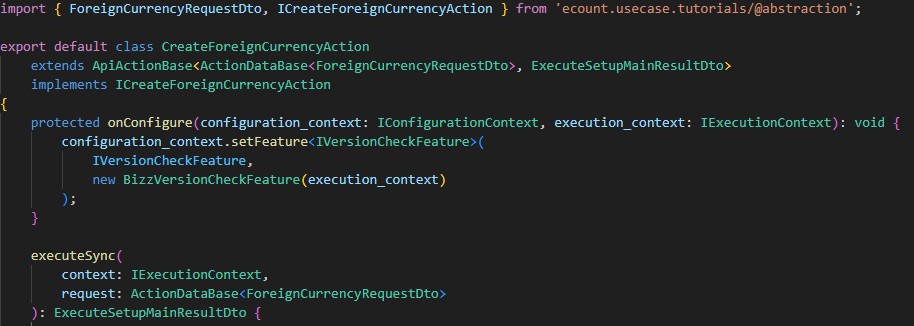 import { ForeignCurrencyRequestDto, ICreateForeignCurrencyAction } from 'ecount.usecase.tutorials/@abstraction';
export default class CreateForeignCurrencyAction
extends ApiActionBase<ActionDataBase<ForeignCurrencyRequestDto>, ExecuteSetupMainResultDto>
implements ICreateForeignCurrencyAction
{
protected onConfigure(configuration_context: IConfigurationContext, execution_context: IExecutionContext): void {
configuration_context.setFeature<IVersionCheckFeature>(
IVersionCheckFeature,
new BizzVersionCheckFeature(execution_context)
);
}
executeSync(
context: IExecutionContext,
request: ActionDataBase<ForeignCurrencyRequestDto>
): ExecuteSetupMainResultDto {